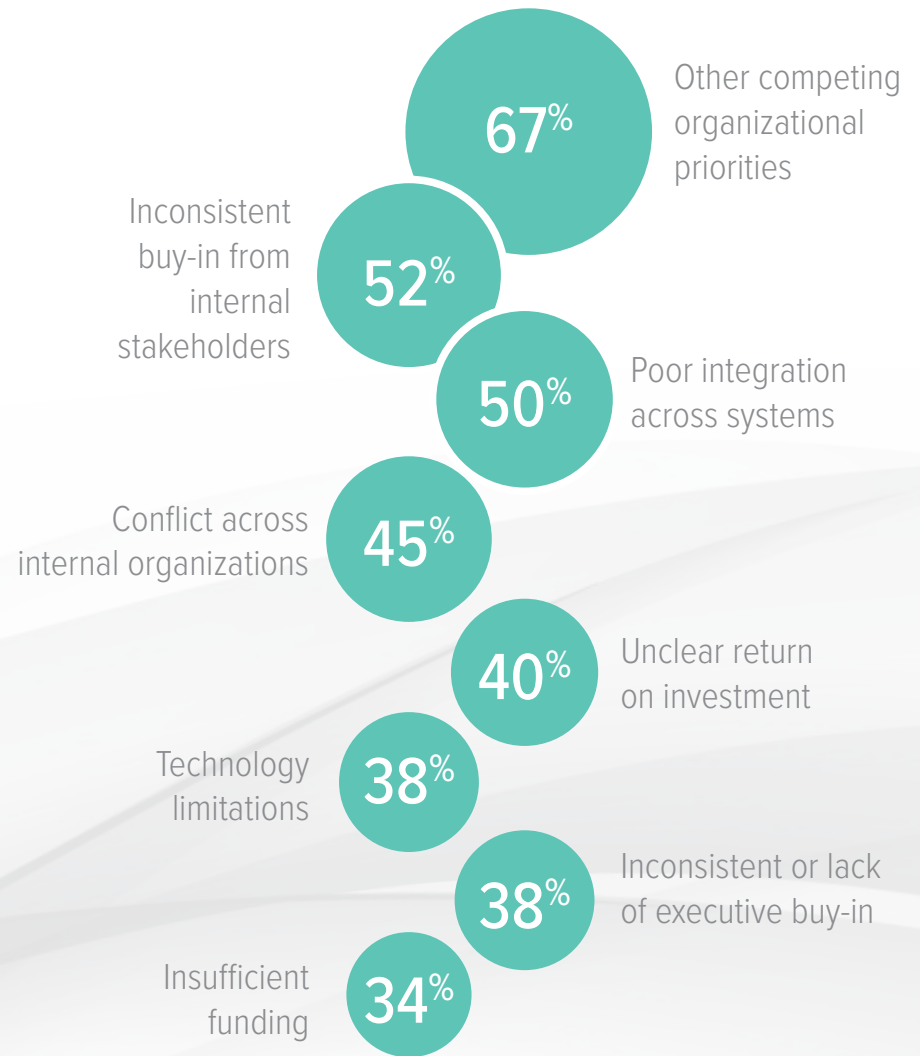 67%
Other competing
organizational
priorities
Inconsistent
buy-in from
internal
stakeholders
52%
50%
Poor integration
across systems
Conflict across
internal organizations
45%
40%
Unclear return
on investment
Technology
limitations
38%
38%
Inconsistent or lack
of executive buy-in
Insufficient
funding
34%